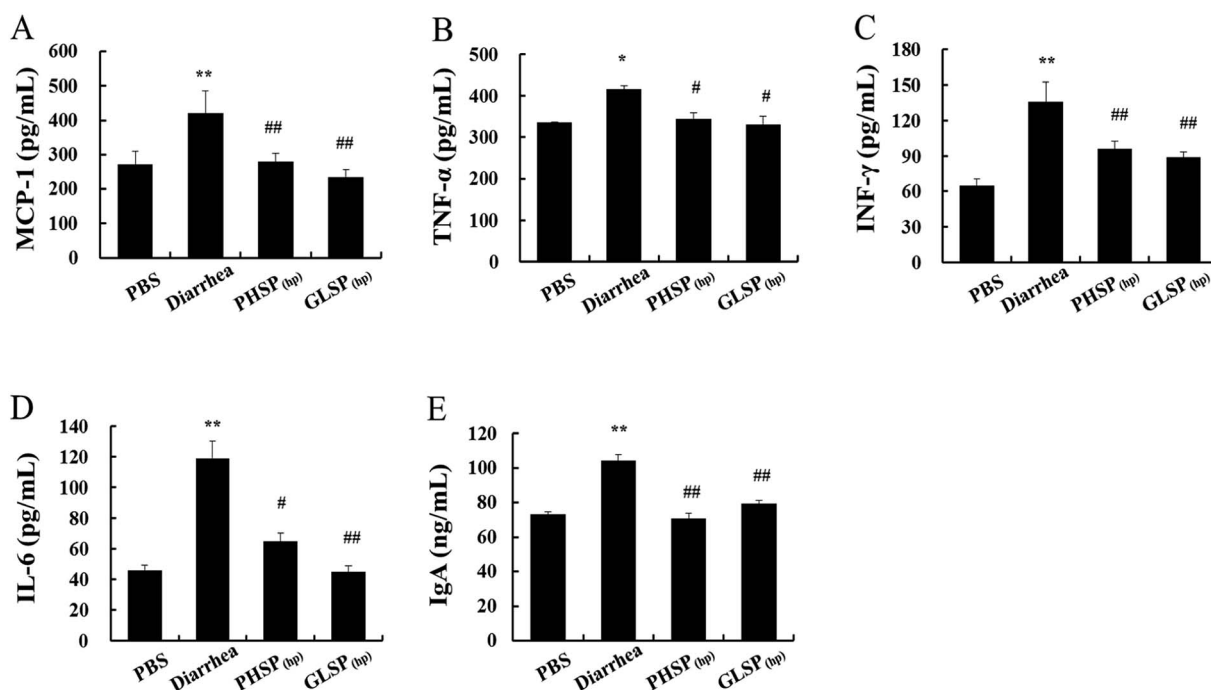 A
MCP-1 (pg/mL)
600
500
400
300
200
100
0
**
##
##
PBS
Diarrhea
PHSP(hp)
GLSP(hp)
B
TNF-α (pg/mL)
500
400
300
200
100
0
*
#
#
PBS
Diarrhea
PHSP(hp)
GLSP(hp)
C
INF-γ (pg/mL)
180
150
120
90
60
30
0
**
##
##
PBS
Diarrhea
PHSP(hp)
GLSP(hp)
D
IL-6 (pg/mL)
140
120
100
80
60
40
20
0
**
#
##
PBS
Diarrhea
PHSP(hp)
GLSP(hp)
E
IgA (ng/mL)
120
100
80
60
40
20
0
**
##
##
PBS
Diarrhea
PHSP(hp)
GLSP(hp)